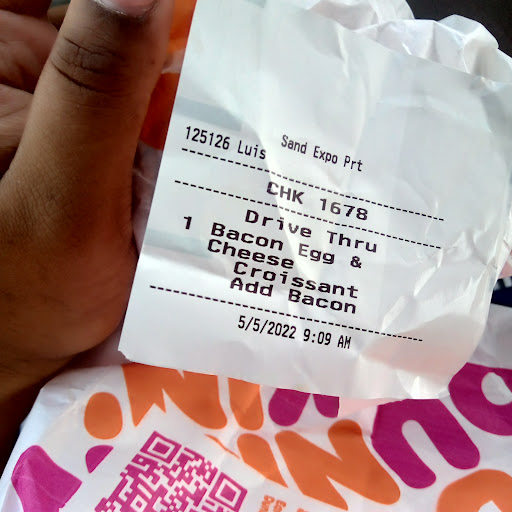 Sand Expo Prt
125126 Luis
CHK 1678
Drive Thru
1 Bacon Egg &
Cheese
Croissant
Add Bacon
5/5/2022 9:09 AM